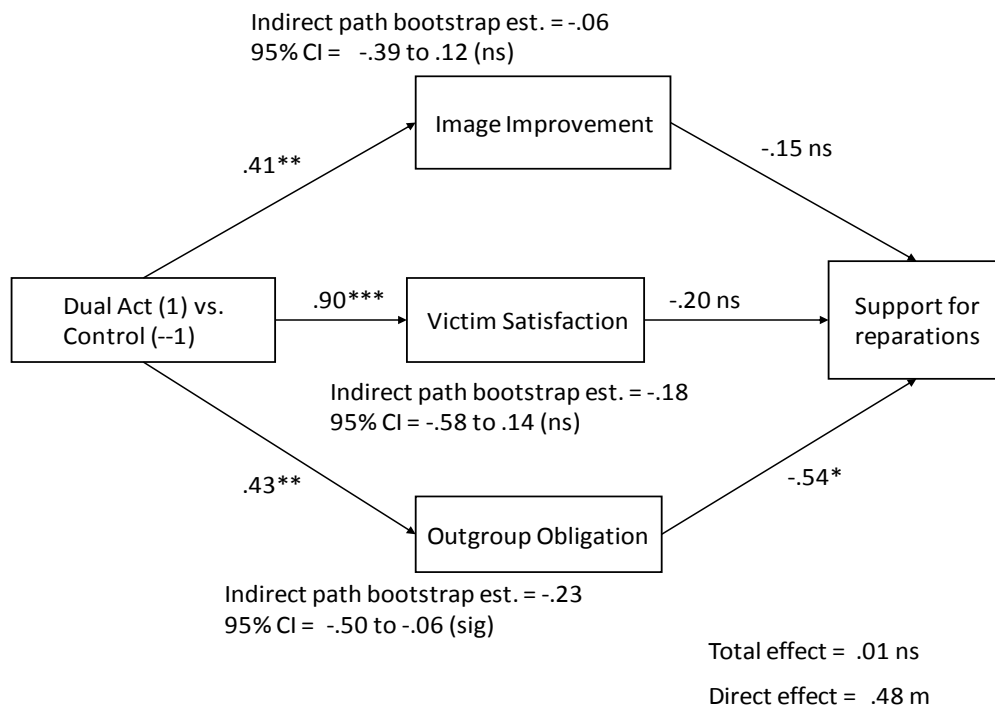 Indirect path bootstrap est. = -.06
95% CI =   -.39 to .12 (ns)
Image Improvement
.41**
-.15 ns
Dual Act (1) vs.
Control (--1)
.90***
Victim Satisfaction
-.20 ns
Support for
reparations
Indirect path bootstrap est. = -.18
95% CI = -.58 to .14 (ns)
.43**
-.54*
Outgroup Obligation
Indirect path bootstrap est. = -.23
95% CI =  -.50 to -.06 (sig)
Total effect =  .01 ns
Direct effect =  .48 m